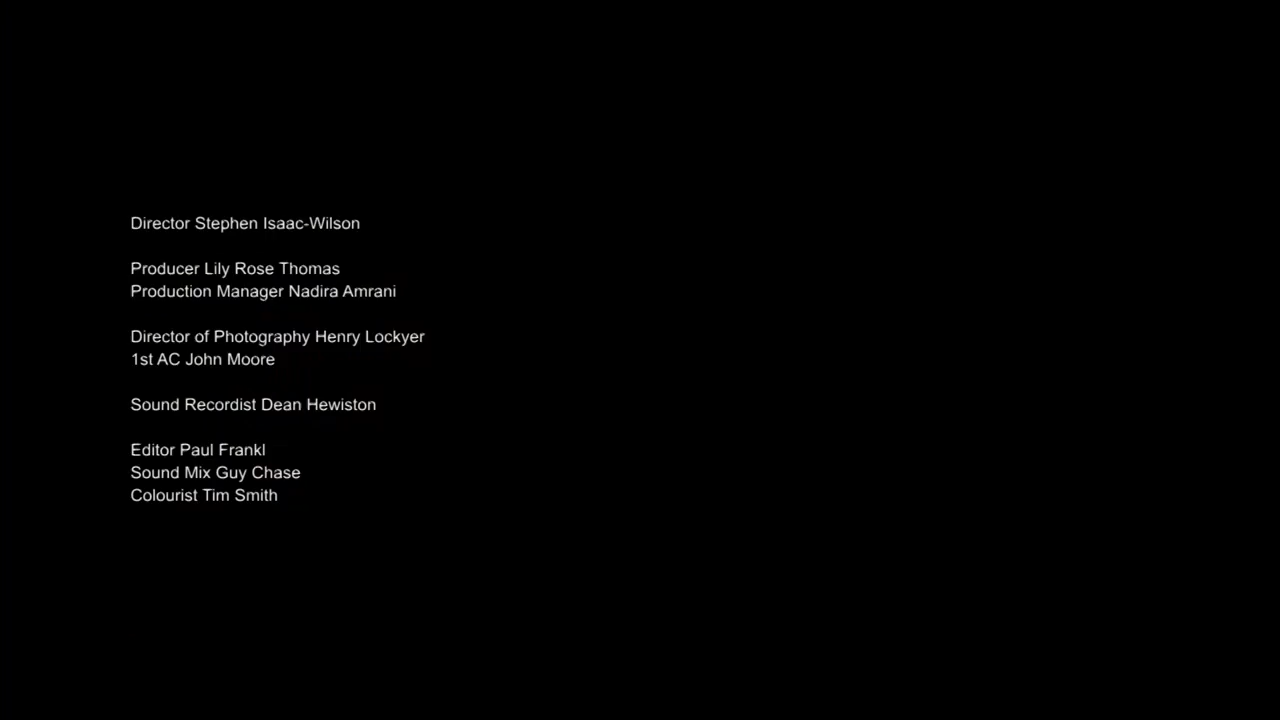 Director Stephen Isaac-Wilson
Producer Lily Rose Thomas
Production Manager Nadira Amrani
Director of Photography Henry Lockyer
1st AC John Moore
Sound Recordist Dean Hewiston
Editor Paul Frankl
Sound Mix Guy Chase
Colourist Tim Smith